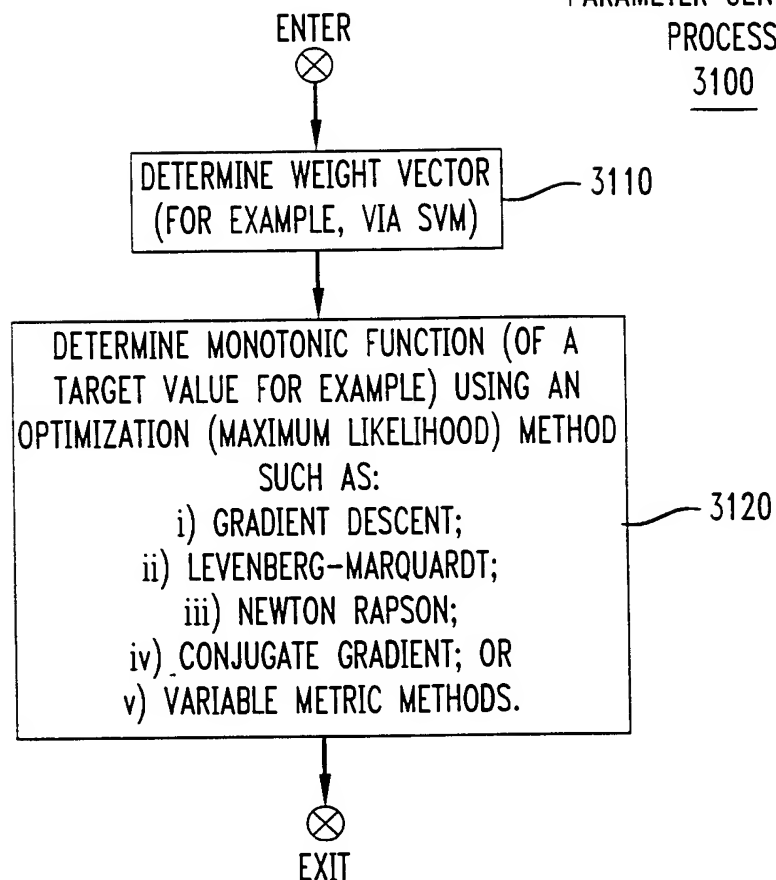 PARAMETER
PROCESS
3100
ENTER
DETERMINE WEIGHT VECTOR
(FOR EXAMPLE, VIA SVM)
3110
DETERMINE MONOTONIC FUNCTION (OF A
TARGET VALUE FOR EXAMPLE) USING AN
OPTIMIZATION (MAXIMUM LIKELIHOOD) METHOD
SUCH AS:
i) GRADIENT DESCENT;
ii) LEVENBERG-MARQUARDT;
iii) NEWTON RAPSON;
iv) CONJUGATE GRADIENT; OR
v) VARIABLE METRIC METHODS.
3120
EXIT